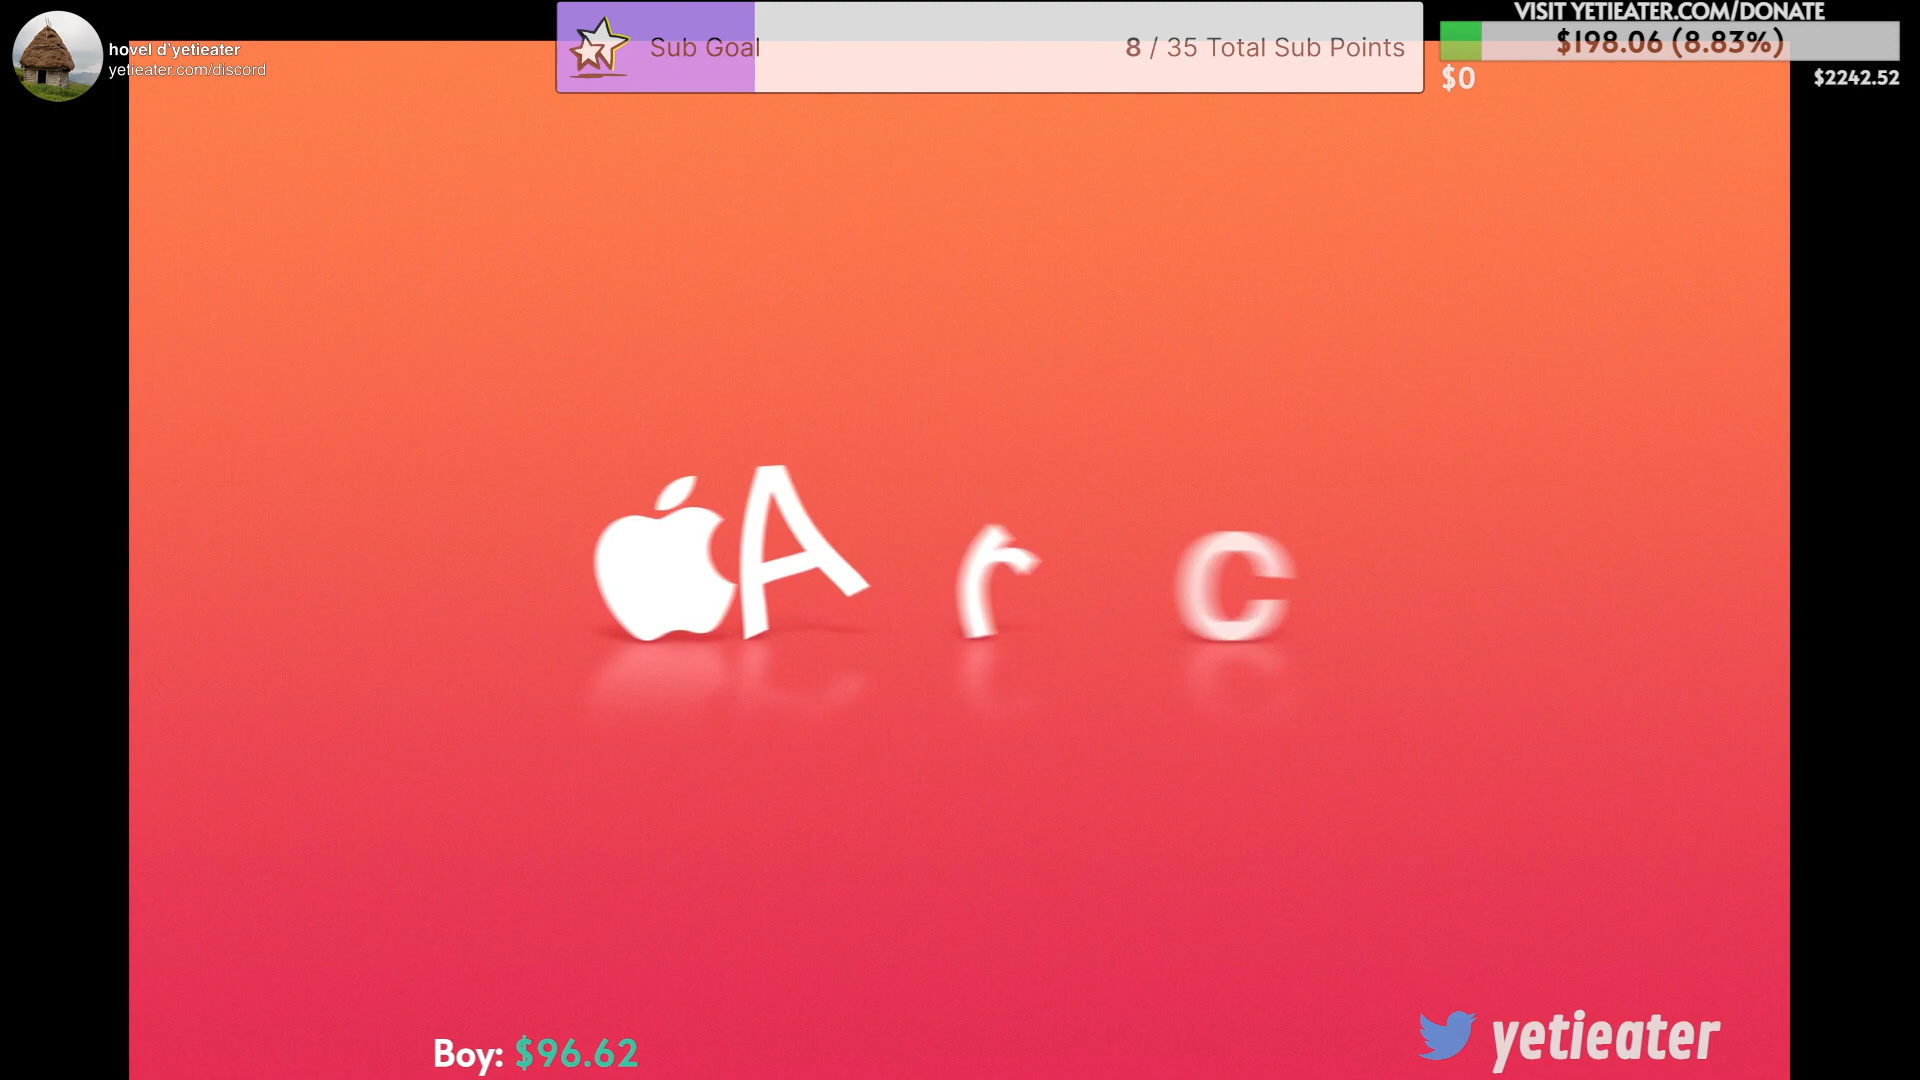 hovel d'yetieater
yetieater.com/discord
Sub Goal
8 / 35 Total Sub Points
VISIT YETIEATER.COM/DONATE
$198.06 (8.83%)
$0
$2242.52
Arc
Boy: $96.62
yetieater